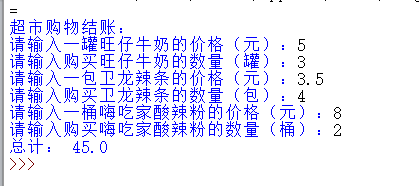 =
超市购物结账：
请输入一罐旺仔牛奶的价格（元）：5
请输入购买旺仔牛奶的数量（罐）：3
请输入一包卫龙辣条的价格（元）：3.5
请输入购买卫龙辣条的数量（包）：4
请输入一桶嗨吃家酸辣粉的价格（元）：8
请输入购买嗨吃家酸辣粉的数量（桶）：2
总计： 45.0
>>>